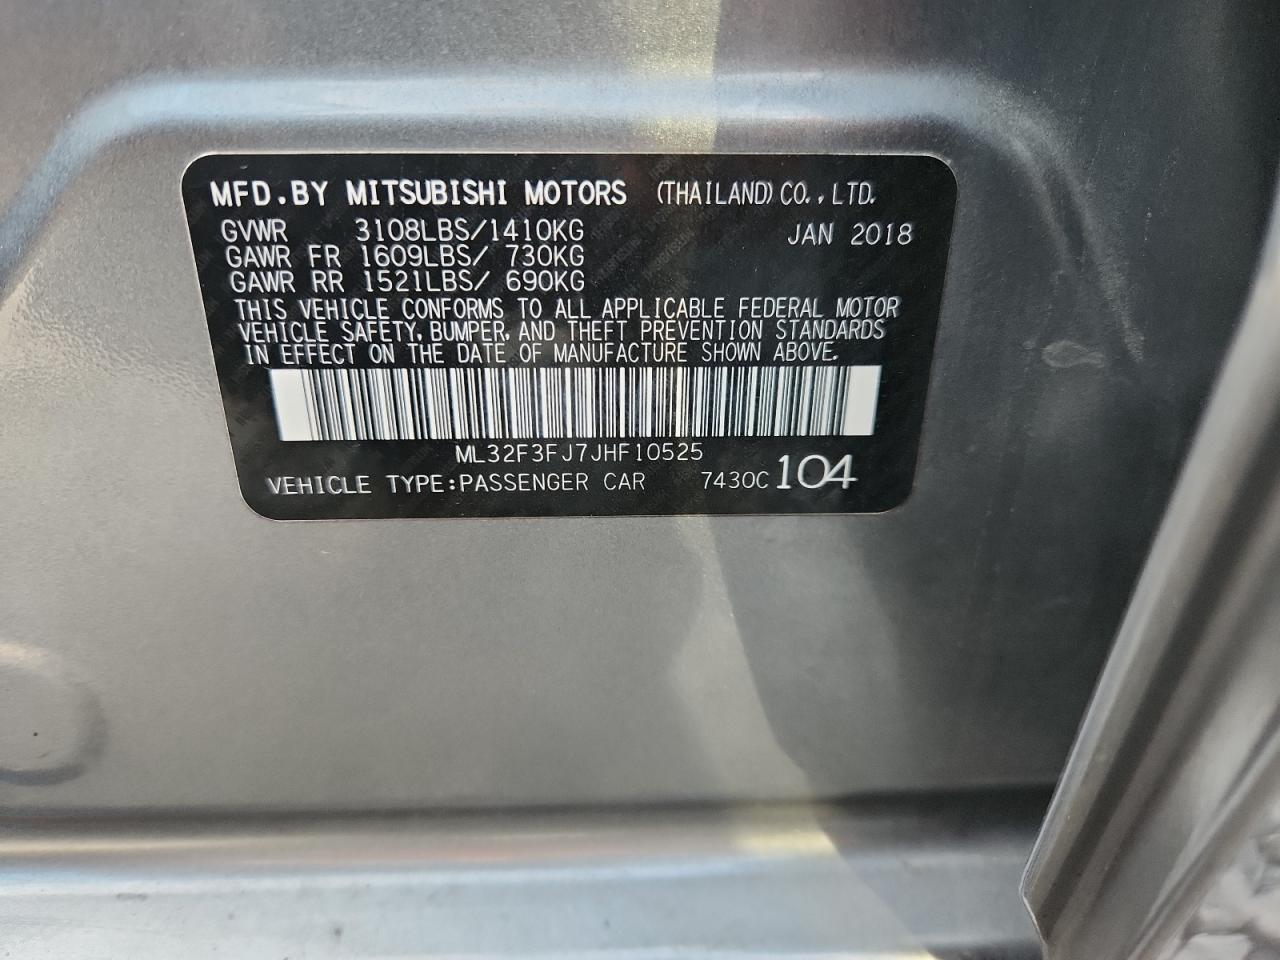 MFD.BY MITSUBISHI MOTORS (THAILAND) CO., LTD.
GVWR 3108LBS/1410KG JAN 2018
GAWR FR 1609LBS/ 730KG
GAWR RR 1521LBS/ 690KG
THIS VEHICLE CONFORMS TO ALL APPLICABLE FEDERAL MOTOR
VEHICLE SAFETY, BUMPER, AND THEFT PREVENTION STANDARDS
IN EFFECT ON THE DATE OF MANUFACTURE SHOWN ABOVE.
ML32F3FJ7JHF10525
VEHICLE TYPE:PASSENGER CAR 7430C 104